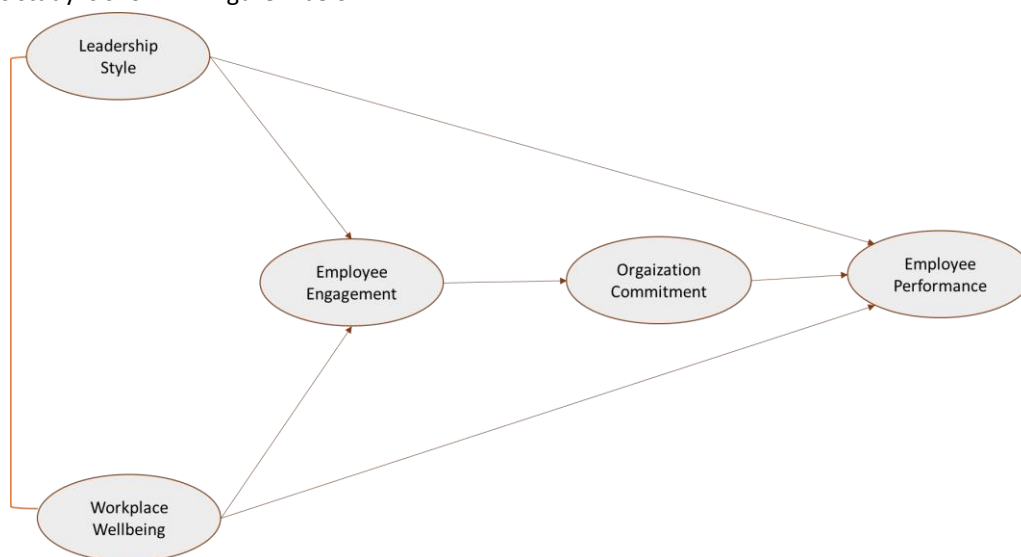 Leadership
Style
Employee
Engagement
Orgaization
Commitment
Employee
Performance
Workplace
Wellbeing